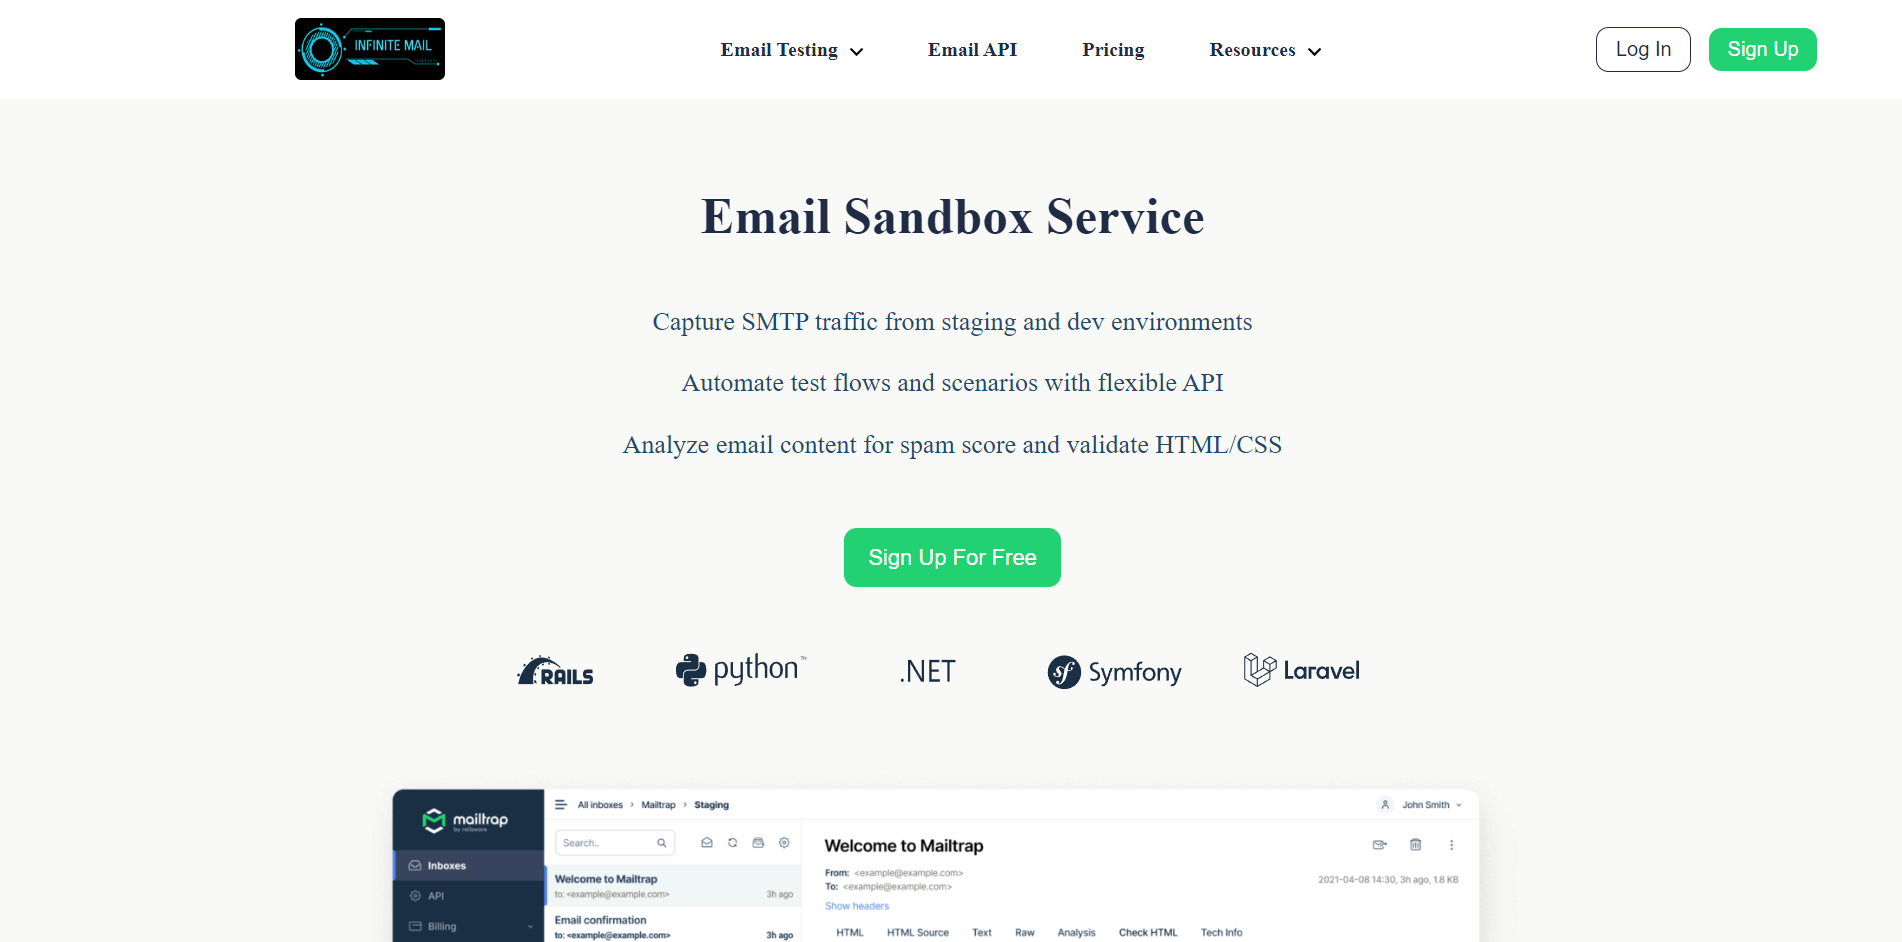 INFINITE MAIL
Email Testing
Email API
Pricing
Resources
Log In
Sign Up
Email Sandbox Service
Capture SMTP traffic from staging and dev environments
Automate test flows and scenarios with flexible API
Analyze email content for spam score and validate HTML/CSS
Sign Up For Free
RAILS
python™
.NET
sf Symfony
Laravel
mailtrap
by railsware
Inboxes
API
Billing
All inboxes > Mailtrap > Staging
John Smith
Search..
Welcome to Mailtrap
to: <example@example.com> 3h ago
Email confirmation
to: <example@example.com> 3h ago
Welcome to Mailtrap
From: <example@example.com>
To: <example@example.com>
2021-04-08 14:30, 3h ago, 1.8 KB
Show headers
HTML HTML Source Text Raw Analysis Check HTML Tech Info